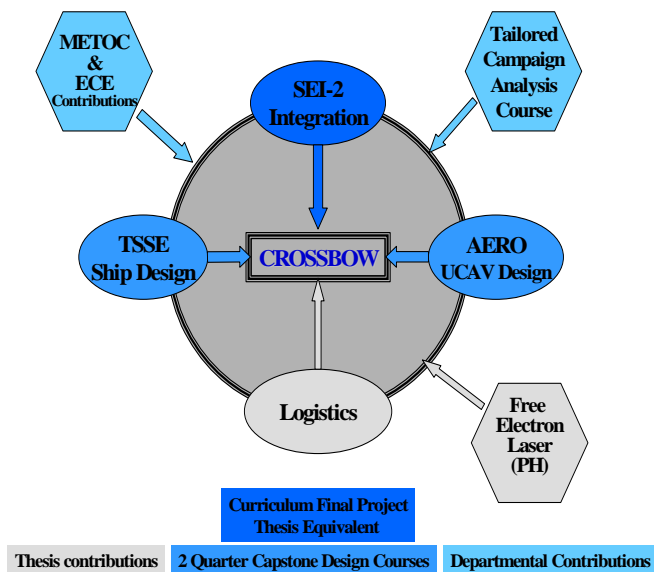 METOC
&
ECE
Contributions
Tailored
Campaign
Analysis
Course
SEI-2
Integration
TSSE
Ship Design
CROSSBOW
AERO
UCAV Design
Logistics
Free
Electron
Laser
(PH)
Curriculum Final Project
Thesis Equivalent
Thesis contributions
2 Quarter Capstone Design Courses
Departmental Contributions